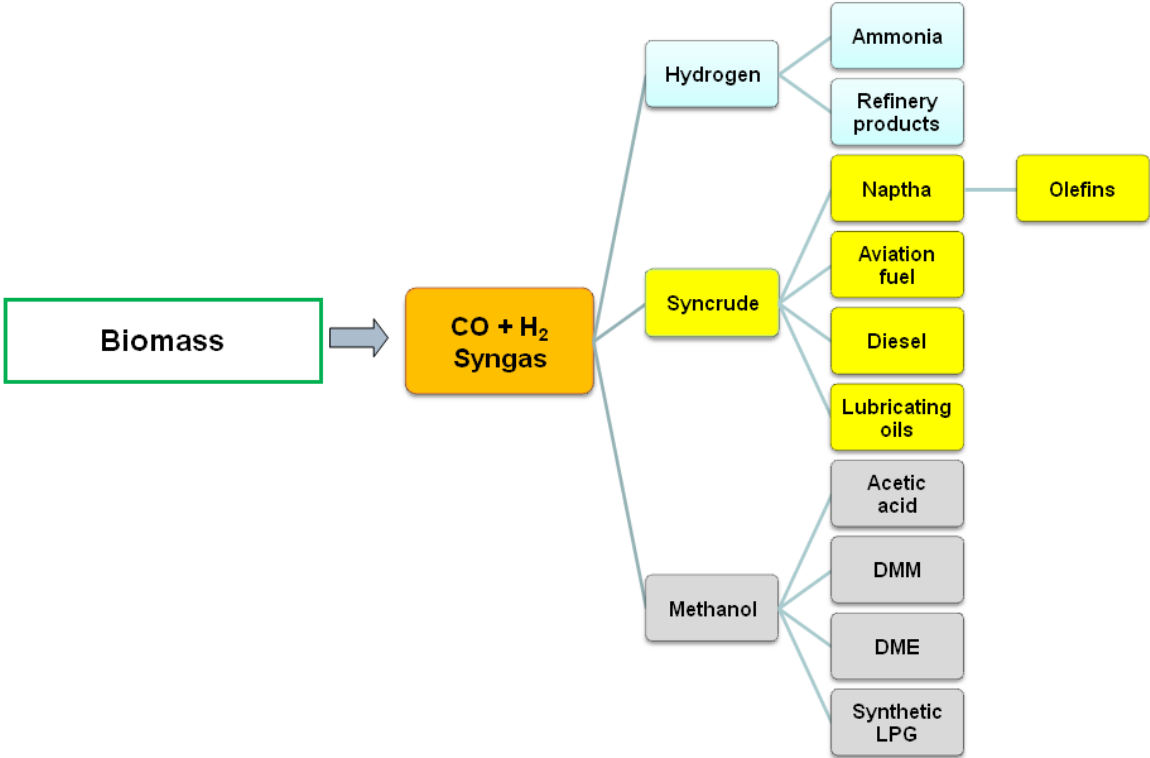 Biomass
CO + H₂
Syngas
Hydrogen
Ammonia
Refinery
products
Syncrude
Naptha
Olefins
Aviation
fuel
Diesel
Lubricating
oils
Methanol
Acetic
acid
DMM
DME
Synthetic
LPG